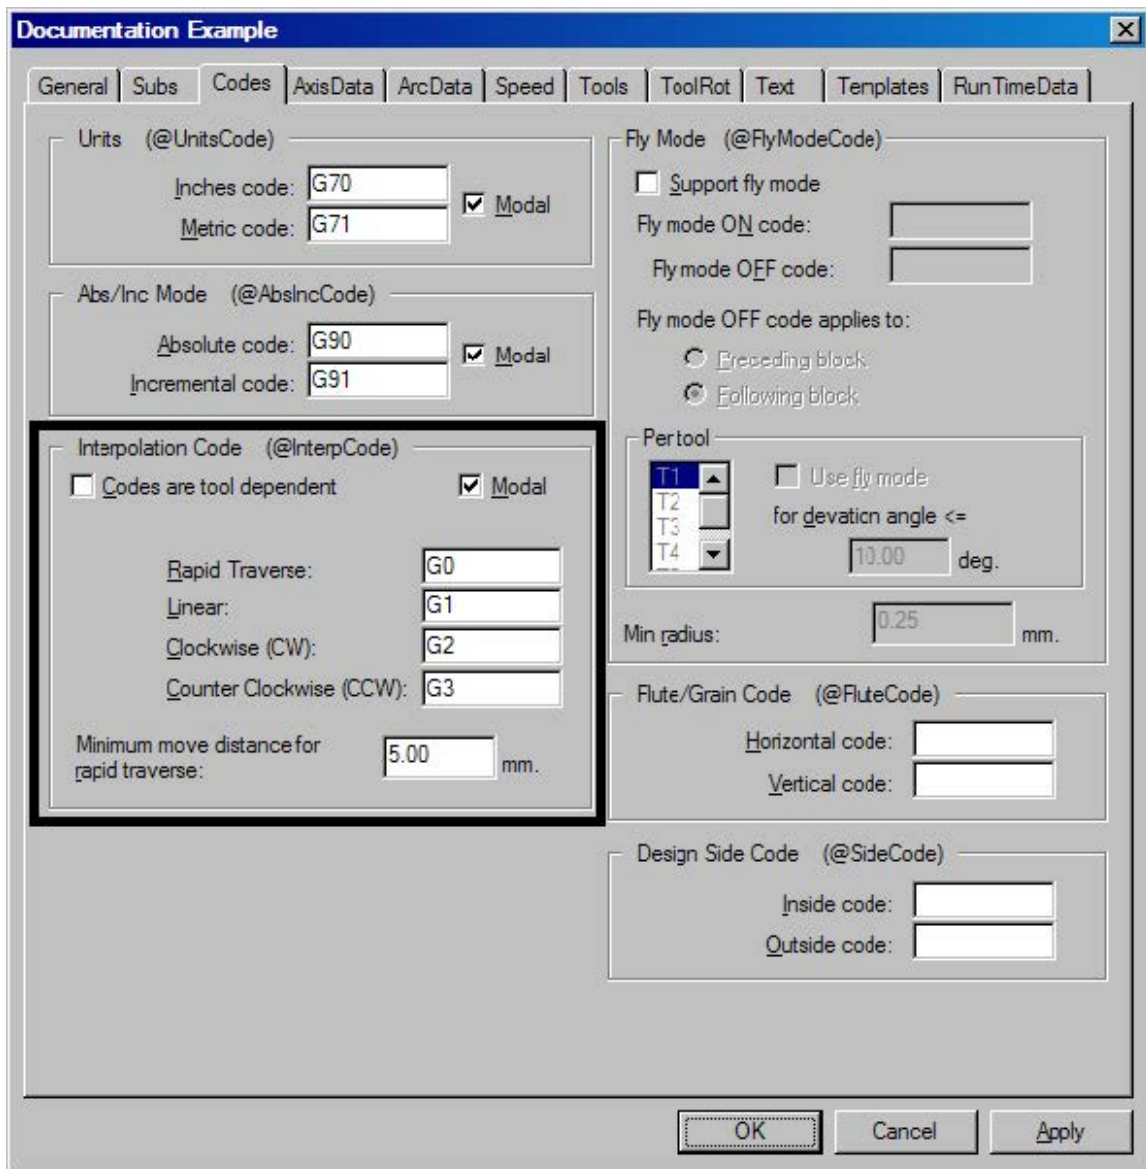 Documentation Example
General Subs Codes AxisData ArcData Speed Tools ToolRot Text Templates RunTimeData
Units (@UnitsCode)
Inches code: G70
Metric code: G71
Modal
Abs/Inc Mode (@AbsIncCode)
Absolute code: G90
Incremental code: G91
Modal
Interpolation Code (@InterpCode)
Codes are tool dependent Modal
Rapid Traverse: G0
Linear: G1
Clockwise (CW): G2
Counter Clockwise (CCW): G3
Minimum move distance for
rapid traverse: 5.00 mm.
Fly Mode (@FlyModeCode)
Support fly mode
Fly mode ON code:
Fly mode OFF code:
Fly mode OFF code applies to:
Preceding block
Following block
Per tool
T1
T2
T3
T4
Use fly mode
for devation angle <=
10.00 deg.
Min radius: 0.25 mm.
Flute/Grain Code (@FluteCode)
Horizontal code:
Vertical code:
Design Side Code (@SideCode)
Inside code:
Outside code:
OK Cancel Apply